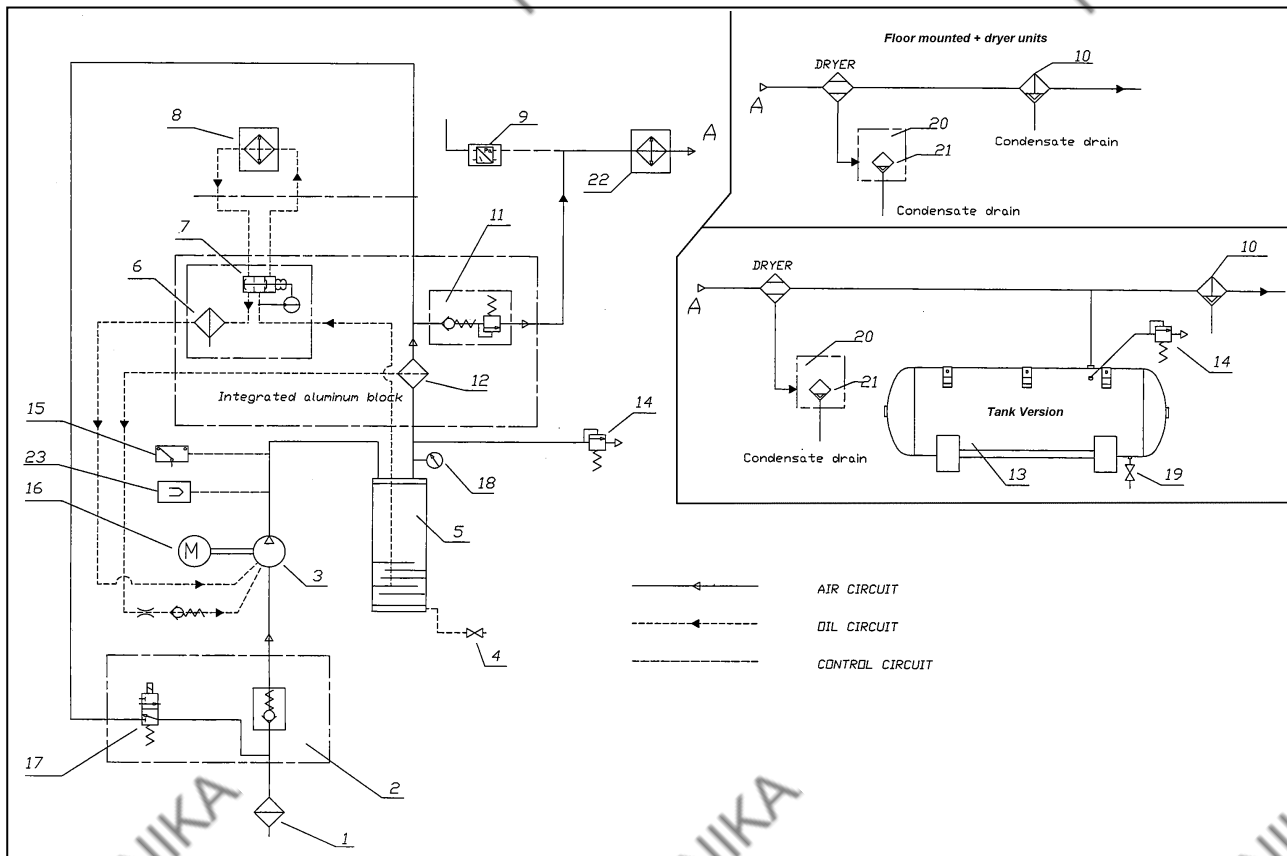 Floor mounted + dryer units
10
DRYER
A
20
21
Condensate drain
Condensate drain
8
9
A
22
7
11
6
12
Integrated aluminum block
15
14
23
18
16
M
5
3
4
17
2
1
10
DRYER
A
20
14
21
Tank Version
Condensate drain
13
19
AIR CIRCUIT
OIL CIRCUIT
CONTROL CIRCUIT
NIKA
NIKA